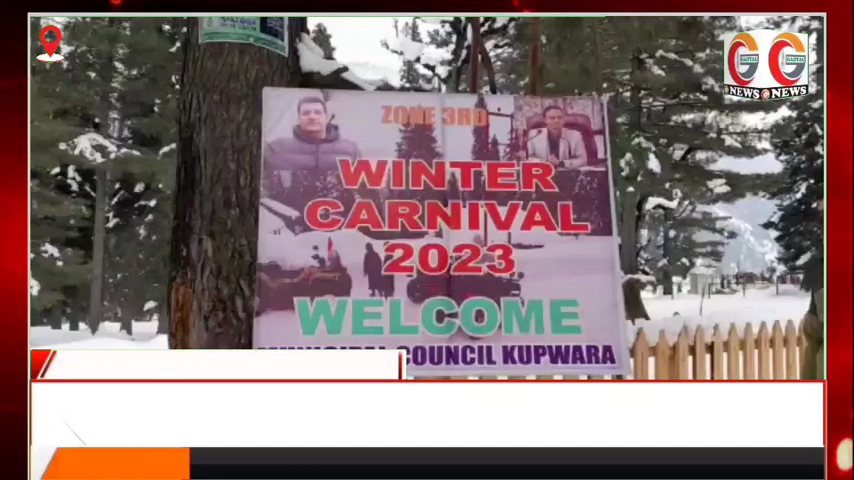 ZONE 3RD
WINTER
CARNIVAL
2023
WELCOME
MUNICIPAL COUNCIL KUPWARA
NEWS NEWS